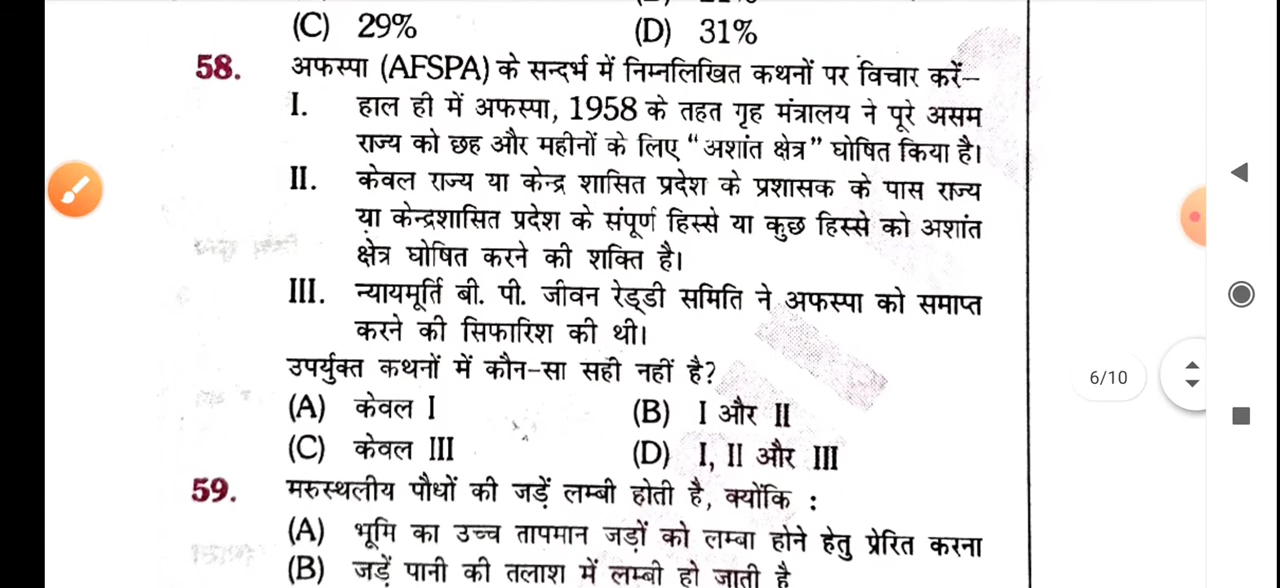 (C) 29% (D) 31%
58. अफस्पा (AFSPA) के सन्दर्भ में निम्नलिखित कथनों पर विचार करें–
I. हाल ही में अफस्पा, 1958 के तहत गृह मंत्रालय ने पूरे असम
राज्य को छह और महीनों के लिए “अशांत क्षेत्र” घोषित किया है।
II. केवल राज्य या केन्द्र शासित प्रदेश के प्रशासक के पास राज्य
या केन्द्रशासित प्रदेश के संपूर्ण हिस्से या कुछ हिस्से को अशांत
क्षेत्र घोषित करने की शक्ति है।
III. न्यायमूर्ति बी. पी. जीवन रेड्डी समिति ने अफस्पा को समाप्त
करने की सिफारिश की थी।
उपर्युक्त कथनों में कौन-सा सही नहीं है?
(A) केवल I (B) I और II
(C) केवल III (D) I, II और III
59. मरुस्थलीय पौधों की जड़ें लम्बी होती है, क्योंकि :
(A) भूमि का उच्च तापमान जड़ों को लम्बा होने हेतु प्रेरित करना
(B) जड़ें पानी की तलाश में लम्बी हो जाती है
6/10